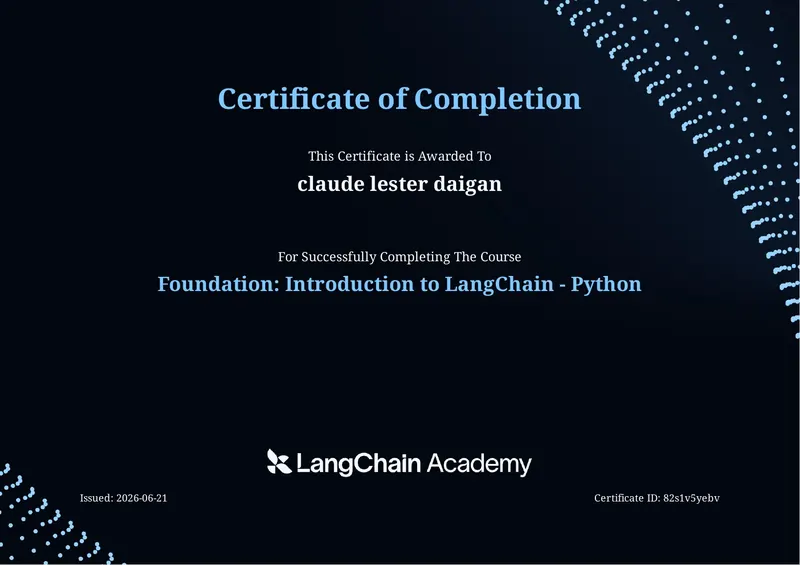 Certificate of Completion
This Certificate is Awarded To
claude lester daigan
For Successfully Completing The Course
Foundation: Introduction to LangChain - Python
LangChain Academy
Issued: 2026-06-21
Certificate ID: 82s1v5yebv